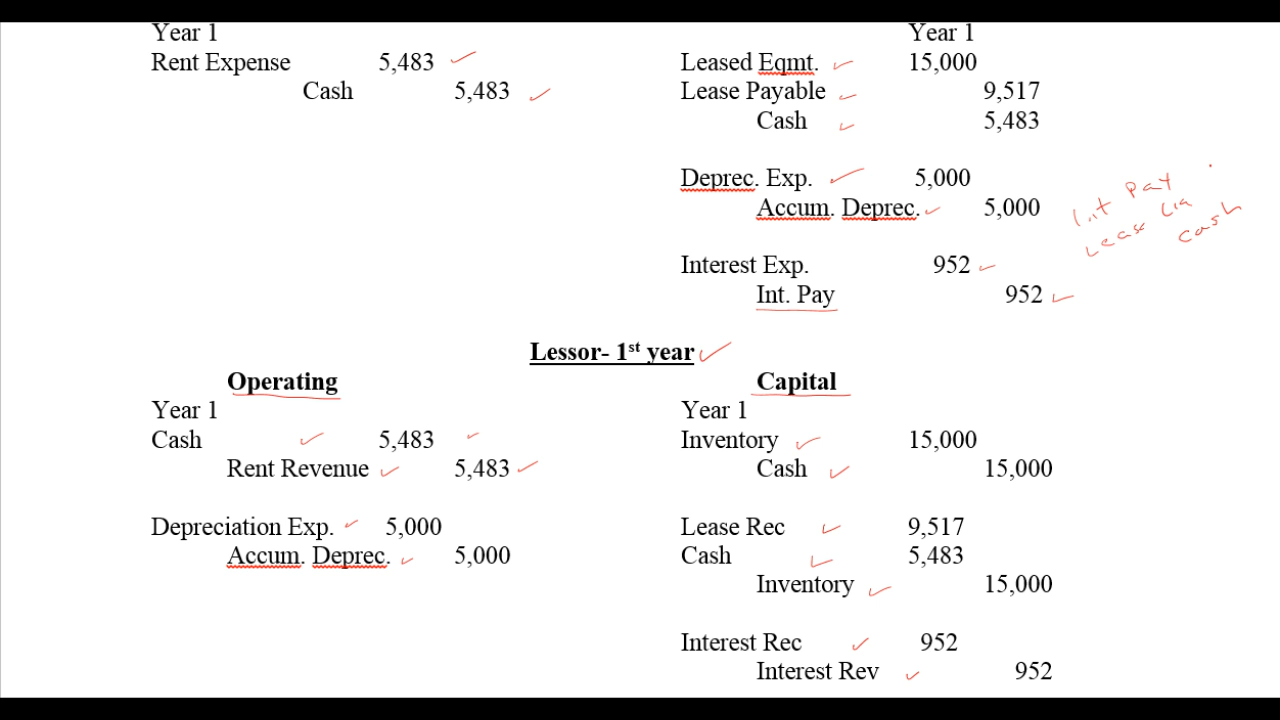 Year 1 Year 1
Rent Expense 5,483 Leased Eqmt. 15,000
Cash 5,483 Lease Payable 9,517
Cash 5,483
Deprec. Exp. 5,000
Accum. Deprec. 5,000
Int Pay
Lease Lia
Cash
Interest Exp. 952
Int. Pay 952
Lessor- 1st year
Operating Capital
Year 1 Year 1
Cash 5,483 Inventory 15,000
Rent Revenue 5,483 Cash 15,000
Depreciation Exp. 5,000 Lease Rec 9,517
Accum. Deprec. 5,000 Cash 5,483
Inventory 15,000
Interest Rec 952
Interest Rev 952